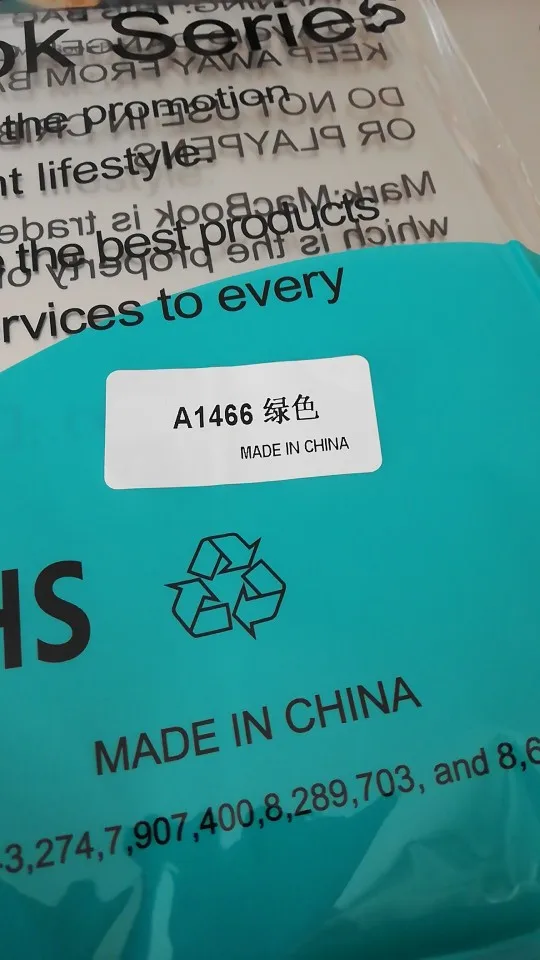 ok Series
KEEP AWAY FROM BA
the promotion
DO NOT USE IN CRIB
OR PLAYPENS
nt lifestyle.
Mark:MacBook is trade
the best products
which is the property o
rvices to every
A1466 绿色
MADE IN CHINA
HS
MADE IN CHINA
3,274,7,907,400,8,289,703, and 8,6